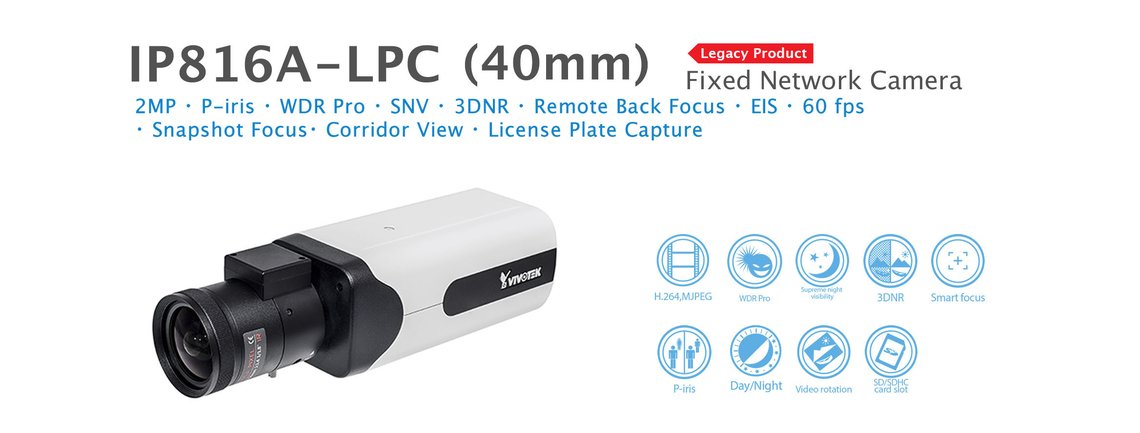 IP816A-LPC (40mm)
Legacy Product
Fixed Network Camera
2MP · P-iris · WDR Pro · SNV · 3DNR · Remote Back Focus · EIS · 60 fps
· Snapshot Focus· Corridor View · License Plate Capture
VIVOTEK
IR
H.264,MJPEG
WDR Pro
Supreme night
visibility
3DNR
Smart focus
P-iris
Day/Night
Video rotation
SD/SDHC
card slot